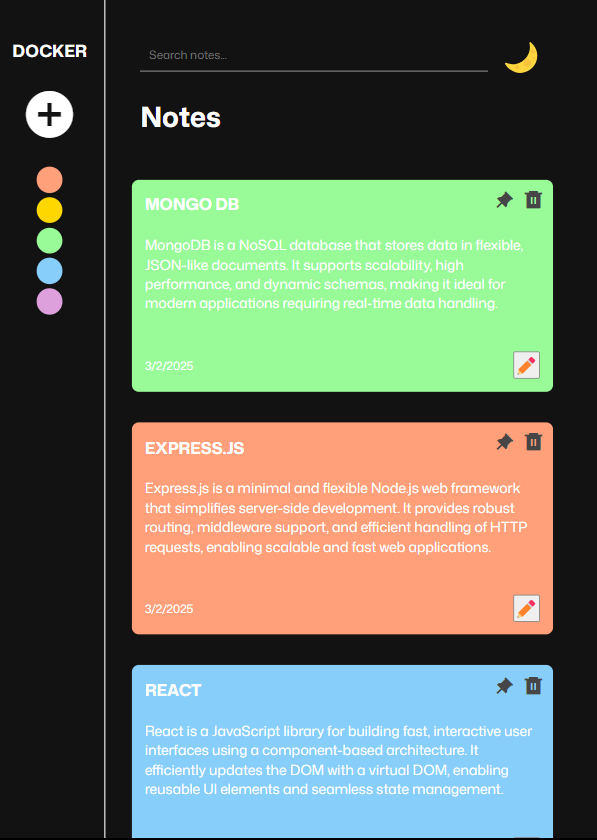 DOCKER
Search notes...
Notes
MONGO DB
MongoDB is a NoSQL database that stores data in flexible,
JSON-like documents. It supports scalability, high
performance, and dynamic schemas, making it ideal for
modern applications requiring real-time data handling.
3/2/2025
EXPRESS.JS
Express.js is a minimal and flexible Node.js web framework
that simplifies server-side development. It provides robust
routing, middleware support, and efficient handling of HTTP
requests, enabling scalable and fast web applications.
3/2/2025
REACT
React is a JavaScript library for building fast, interactive user
interfaces using a component-based architecture. It
efficiently updates the DOM with a virtual DOM, enabling
reusable UI elements and seamless state management.